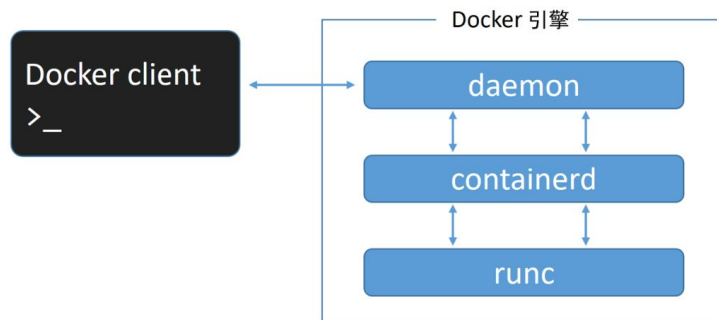 Docker 引擎
Docker client
>_
daemon
containerd
runc